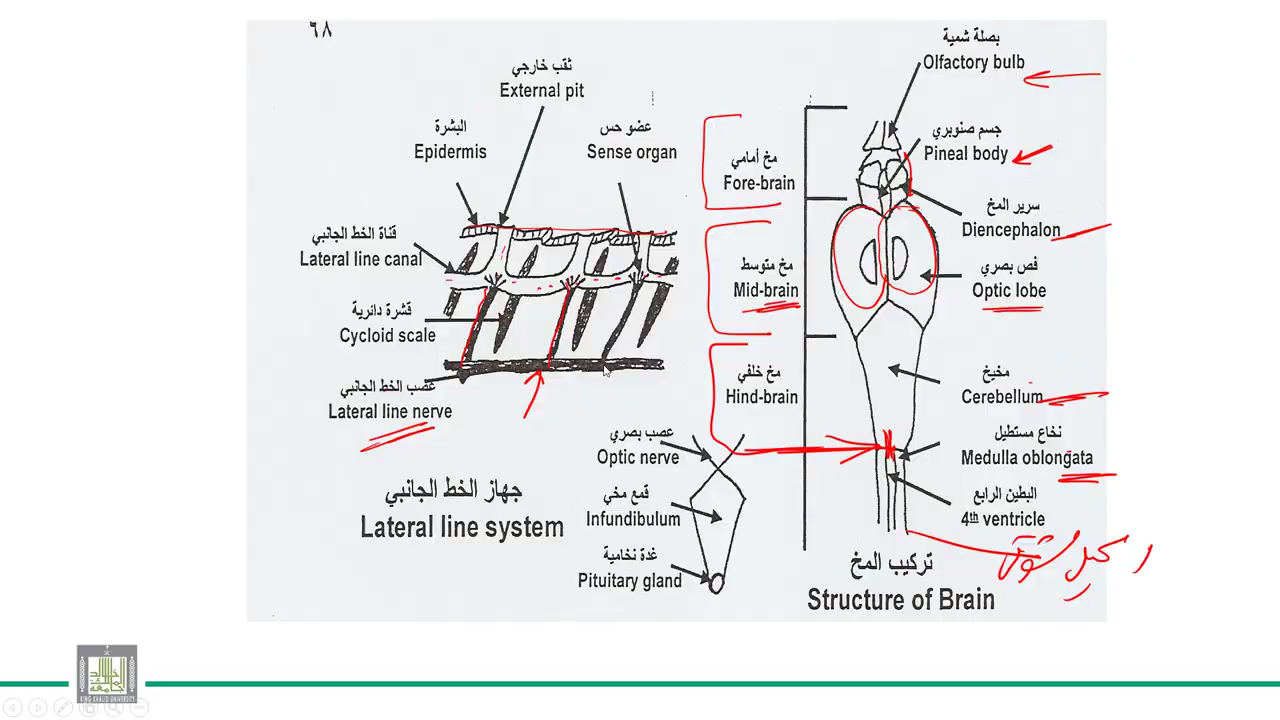 ٦٨
ثقب خارجي
External pit
البشرة
Epidermis
عضو حس
Sense organ
قناة الخط الجانبي
Lateral line canal
قشرة دائرية
Cycloid scale
عصب الخط الجانبي
Lateral line nerve
جهاز الخط الجانبي
Lateral line system
مخ أمامي
Fore-brain
مخ متوسط
Mid-brain
مخ خلفي
Hind-brain
عصب بصري
Optic nerve
قمع مخي
Infundibulum
غدة نخامية
Pituitary gland
بصلة شمية
Olfactory bulb
جسم صنوبري
Pineal body
سرير المخ
Diencephalon
فص بصري
Optic lobe
مخيخ
Cerebellum
نخاع مستطيل
Medulla oblongata
البطين الرابع
4th ventricle
تركيب المخ
Structure of Brain
KING KHALID UNIVERSITY